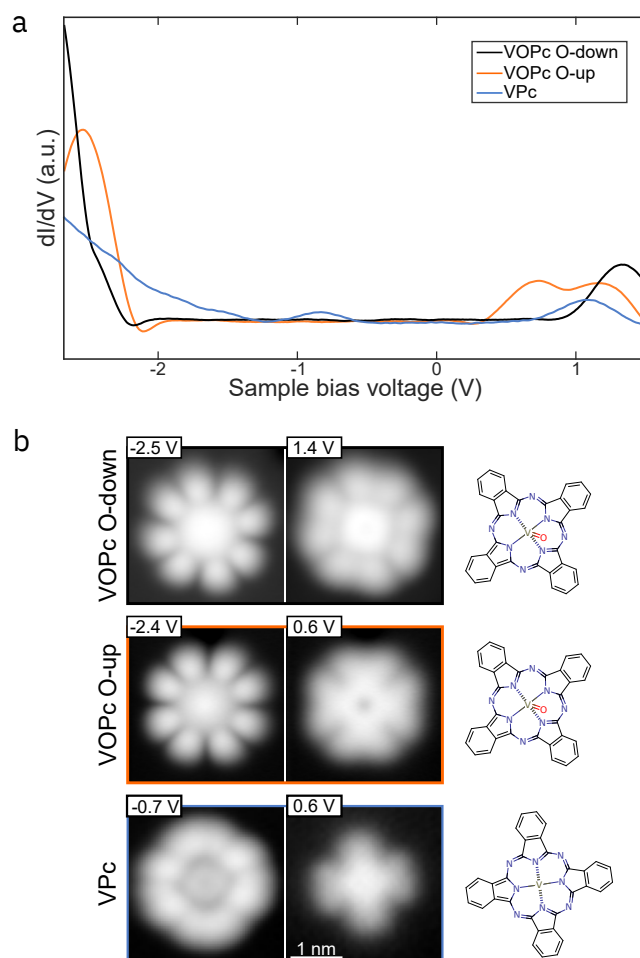 a
VOPc O-down
VOPc O-up
VPc
dI/dV (a.u.)
-2 -1 0 1
Sample bias voltage (V)
b
VOPc O-down
-2.5 V 1.4 V
N N N N N N N N V O
VOPc O-up
-2.4 V 0.6 V
N N N N N N N N V O
VPc
-0.7 V 0.6 V
1 nm
N N N N N N N N V